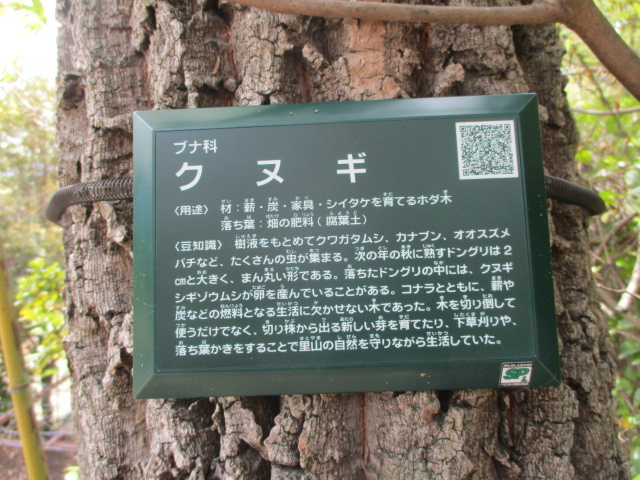 ブナ科
クヌギ
〈用途〉 材：薪・炭・家具・シイタケを育てるホダ木
落ち葉：畑の肥料（腐葉土）
〈豆知識〉 樹液をもとめてクワガタムシ、カナブン、オオスズメ
バチなど、たくさんの虫が集まる。次の年の秋に熟すドングリは２
㎝と大きく、まん丸い形である。落ちたドングリの中には、クヌギ
シギゾウムシが卵を産んでいることがある。コナラとともに、薪や
炭などの燃料となる生活に欠かせない木であった。木を切り倒して
使うだけでなく、切り株から出る新しい芽を育てたり、下草刈りや、
落ち葉かきをすることで里山の自然を守りながら生活していた。